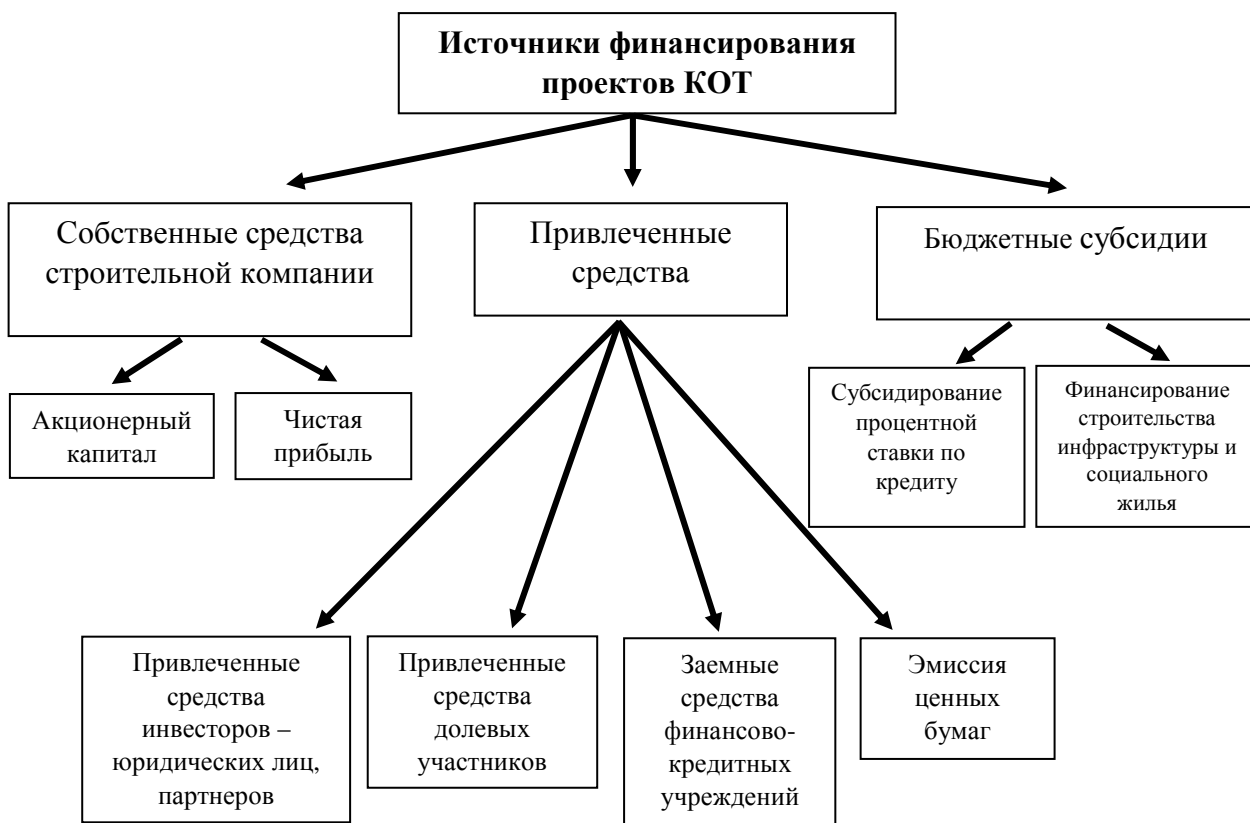 Источники финансирования
проектов КОТ
Собственные средства
строительной компании
Привлеченные
средства
Бюджетные субсидии
Акционерный
капитал
Чистая
прибыль
Субсидирование
процентной
ставки по
кредиту
Финансирование
строительства
инфраструктуры и
социального
жилья
Привлеченные
средства
инвесторов –
юридических лиц,
партнеров
Привлеченные
средства
долевых
участников
Заемные
средства
финансово-
кредитных
учреждений
Эмиссия
ценных
бумаг